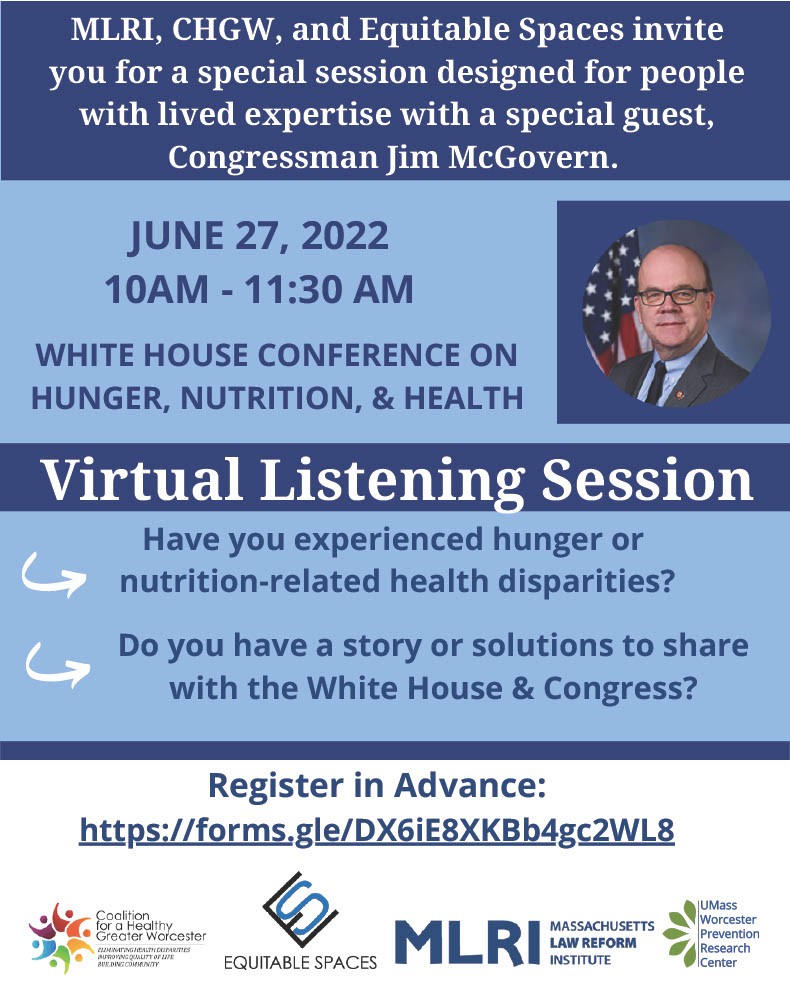 MLRI, CHGW, and Equitable Spaces invite
you for a special session designed for people
with lived expertise with a special guest,
Congressman Jim McGovern.
JUNE 27, 2022
10AM - 11:30 AM
WHITE HOUSE CONFERENCE ON
HUNGER, NUTRITION, & HEALTH
Virtual Listening Session
Have you experienced hunger or
nutrition-related health disparities?
Do you have a story or solutions to share
with the White House & Congress?
Register in Advance:
https://forms.gle/DX6iE8XKBb4gc2WL8
Coalition
for a Healthy
Greater Worcester
ELIMINATING HEALTH DISPARITIES
IMPROVING QUALITY OF LIFE
BUILDING COMMUNITY
EQUITABLE SPACES
MLRI
MASSACHUSETTS
LAW REFORM
INSTITUTE
UMass
Worcester
Prevention
Research
Center